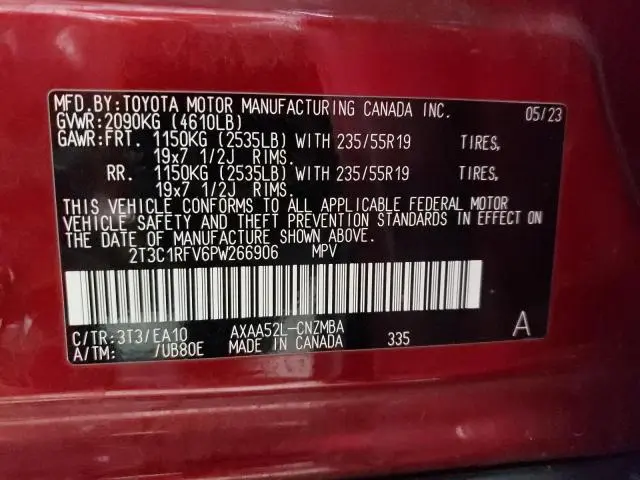 MFD.BY:TOYOTA MOTOR MANUFACTURING CANADA INC. 05/23
GVWR:2090KG (4610LB)
GAWR:FRT. 1150KG (2535LB) WITH 235/55R19 TIRES,
19x7 1/2J RIMS.
RR. 1150KG (2535LB) WITH 235/55R19 TIRES,
19x7 1/2J RIMS.
THIS VEHICLE CONFORMS TO ALL APPLICABLE FEDERAL MOTOR
VEHICLE SAFETY AND THEFT PREVENTION STANDARDS IN EFFECT ON
THE DATE OF MANUFACTURE SHOWN ABOVE.
2T3C1RFV6PW266906 MPV
C/TR:3T3/EA10 AXAA52L-CNZMBA A
A/TM: /UB80E MADE IN CANADA 335